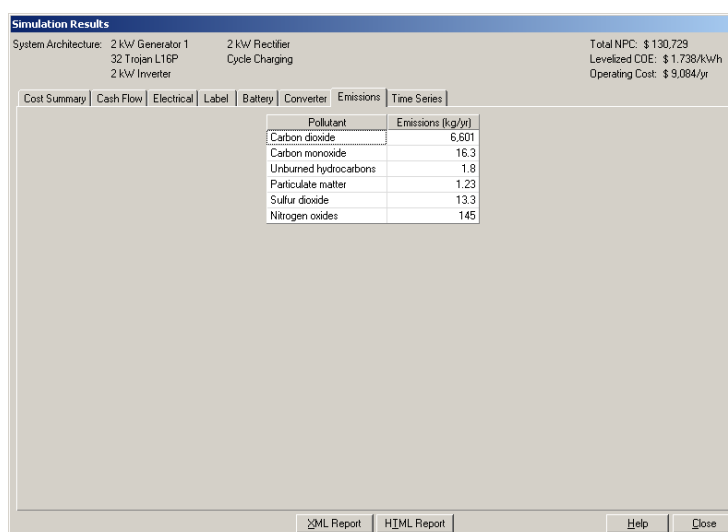 Simulation Results
System Architecture: 2 kW Generator 1 2 kW Rectifier Total NPC: $ 130,729
32 Trojan L16P Cycle Charging Levelized COE: $ 1.738/kWh
2 kW Inverter Operating Cost: $ 9,084/yr
Cost Summary Cash Flow Electrical Label Battery Converter Emissions Time Series
Pollutant Emissions (kg/yr)
Carbon dioxide 6,601
Carbon monoxide 16.3
Unburned hydrocarbons 1.8
Particulate matter 1.23
Sulfur dioxide 13.3
Nitrogen oxides 145
XML Report HTML Report Help Close